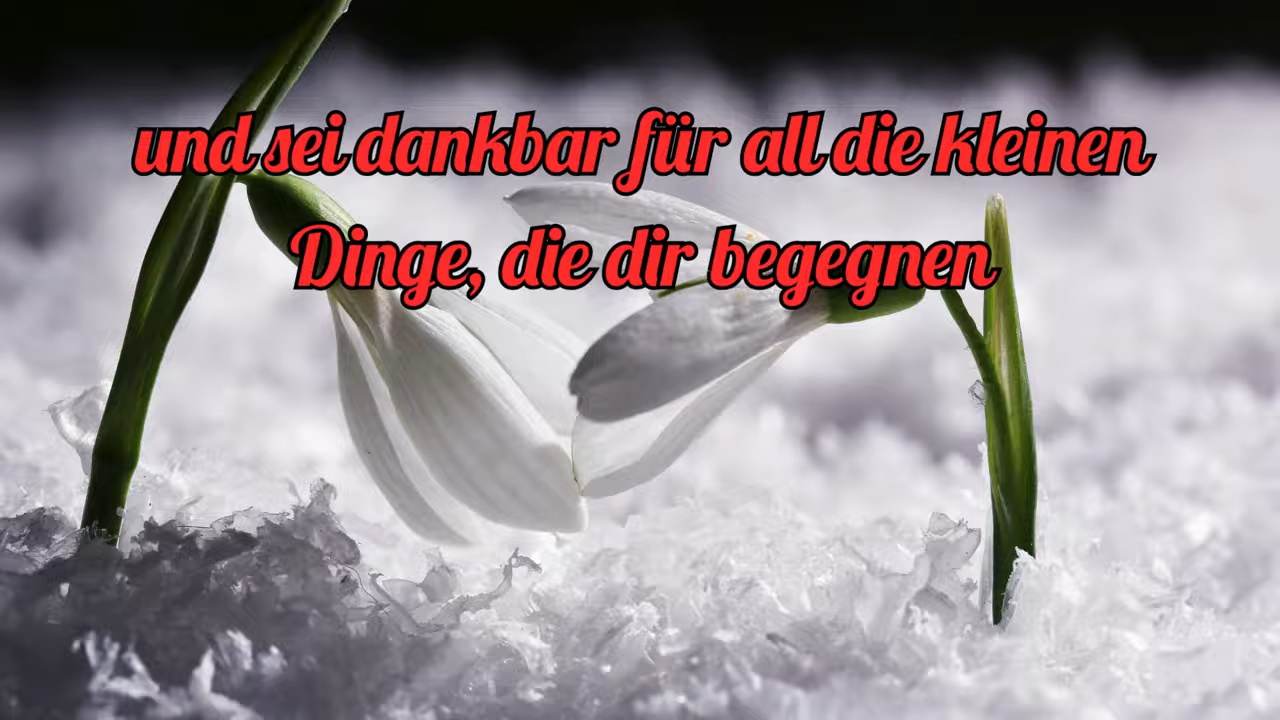 und sei dankbar für all die kleinen
Dinge, die dir begegnen